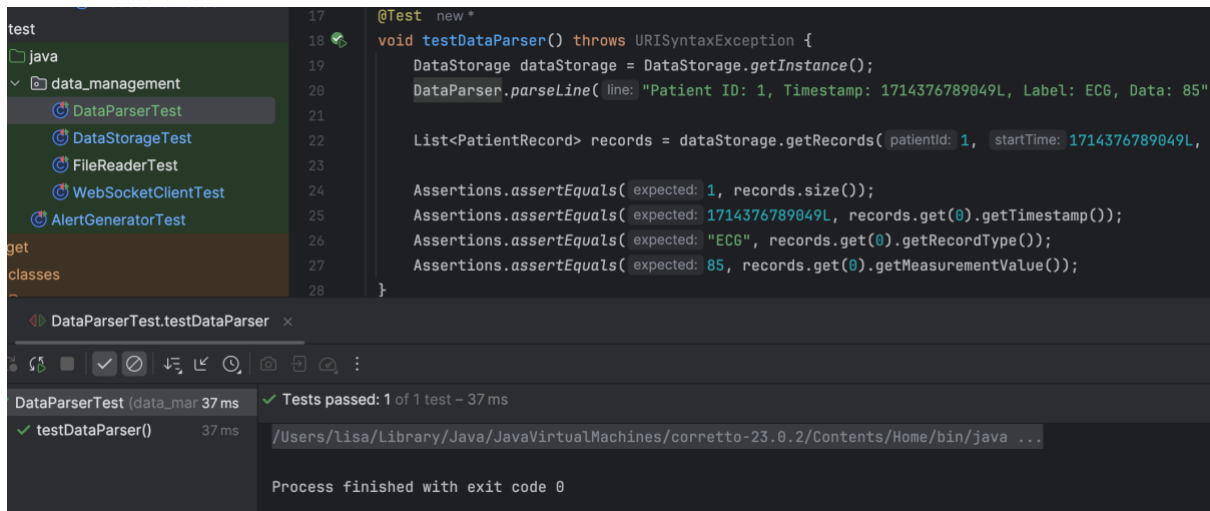 test
java
data_management
DataParserTest
DataStorageTest
FileReaderTest
WebSocketClientTest
AlertGeneratorTest
get
classes
17 @Test new *
18 void testDataParser() throws URISyntaxException {
19 DataStorage dataStorage = DataStorage.getInstance();
20 DataParser.parseLine( line: "Patient ID: 1, Timestamp: 1714376789049L, Label: ECG, Data: 85"
21
22 List<PatientRecord> records = dataStorage.getRecords( patientId: 1, startTime: 1714376789049L,
23
24 Assertions.assertEquals( expected: 1, records.size());
25 Assertions.assertEquals( expected: 1714376789049L, records.get(0).getTimestamp());
26 Assertions.assertEquals( expected: "ECG", records.get(0).getRecordType());
27 Assertions.assertEquals( expected: 85, records.get(0).getMeasurementValue());
28 }
DataParserTest.testDataParser ×
DataParserTest (data_mar 37 ms
testDataParser() 37 ms
Tests passed: 1 of 1 test – 37 ms
/Users/lisa/Library/Java/JavaVirtualMachines/corretto-23.0.2/Contents/Home/bin/java ...
Process finished with exit code 0